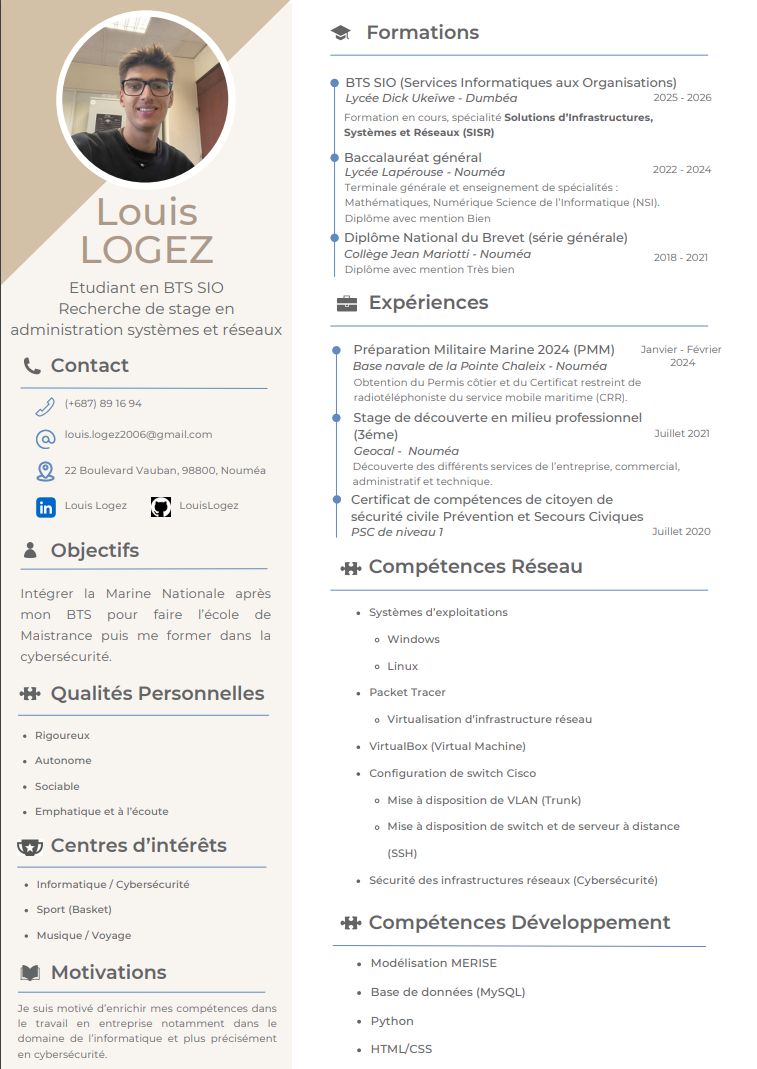 Louis
LOGEZ
Etudiant en BTS SIO
Recherche de stage en
administration systèmes et réseaux
Contact
(+687) 89 16 94
louis.logez2006@gmail.com
22 Boulevard Vauban, 98800, Nouméa
in Louis Logez LouisLogez
Objectifs
Intégrer la Marine Nationale après
mon BTS pour faire l'école de
Maistrance puis me former dans la
cybersécurité.
Qualités Personnelles
• Rigoureux
• Autonome
• Sociable
• Emphatique et à l'écoute
Centres d'intérêts
• Informatique / Cybersécurité
• Sport (Basket)
• Musique / Voyage
Motivations
Je suis motivé d'enrichir mes compétences dans
le travail en entreprise notamment dans le
domaine de l'informatique et plus précisément
en cybersécurité.
Formations
BTS SIO (Services Informatiques aux Organisations)
Lycée Dick Ukeïwe - Dumbéa 2025 - 2026
Formation en cours, spécialité Solutions d'Infrastructures,
Systèmes et Réseaux (SISR)
Baccalauréat général
Lycée Lapérouse - Nouméa 2022 - 2024
Terminale générale et enseignement de spécialités :
Mathématiques, Numérique Science de l'Informatique (NSI).
Diplôme avec mention Bien
Diplôme National du Brevet (série générale)
Collège Jean Mariotti - Nouméa 2018 - 2021
Diplôme avec mention Très bien
Expériences
Préparation Militaire Marine 2024 (PMM) Janvier - Février
2024
Base navale de la Pointe Chaleix - Nouméa
Obtention du Permis côtier et du Certificat restreint de
radiotéléphoniste du service mobile maritime (CRR).
Stage de découverte en milieu professionnel
(3éme) Juillet 2021
Geocal - Nouméa
Découverte des différents services de l'entreprise, commercial,
administratif et technique.
Certificat de compétences de citoyen de
sécurité civile Prévention et Secours Civiques
PSC de niveau 1 Juillet 2020
Compétences Réseau
• Systèmes d'exploitations
◦ Windows
◦ Linux
• Packet Tracer
◦ Virtualisation d'infrastructure réseau
• VirtualBox (Virtual Machine)
• Configuration de switch Cisco
◦ Mise à disposition de VLAN (Trunk)
◦ Mise à disposition de switch et de serveur à distance
(SSH)
• Sécurité des infrastructures réseaux (Cybersécurité)
Compétences Développement
• Modélisation MERISE
• Base de données (MySQL)
• Python
• HTML/CSS